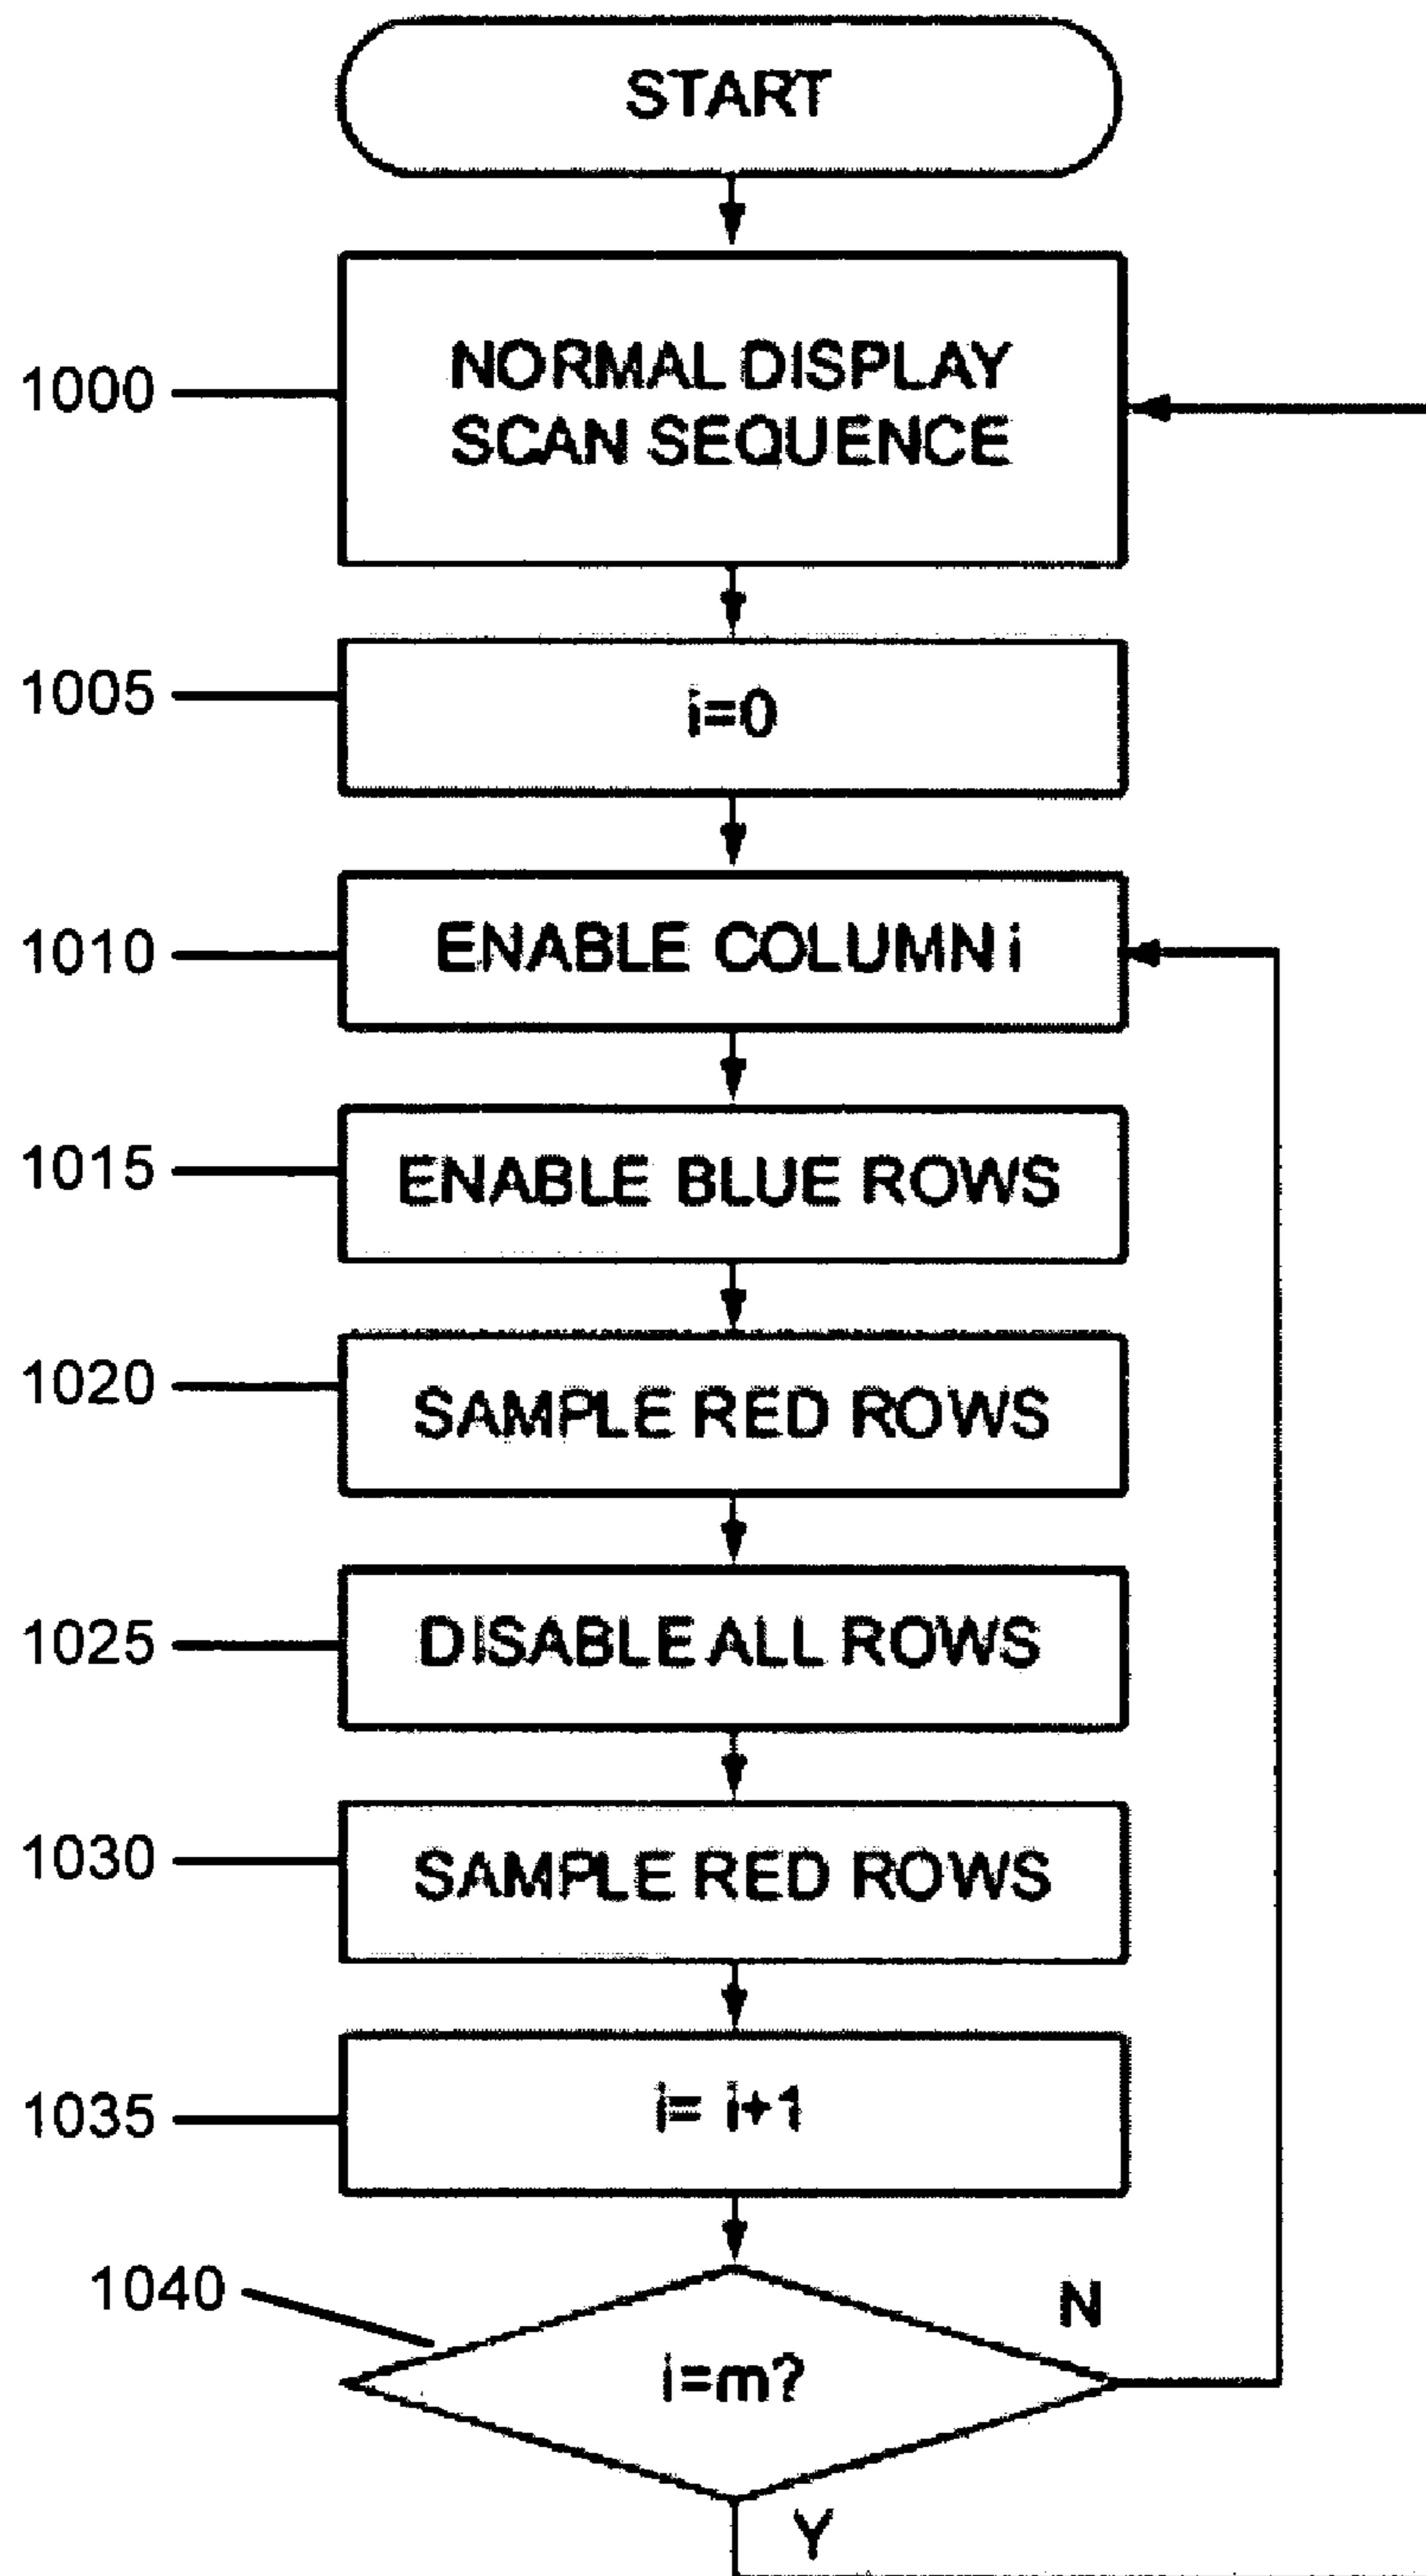 START
1000
NORMAL DISPLAY
SCAN SEQUENCE
1005
i=0
1010
ENABLE COLUMN i
1015
ENABLE BLUE ROWS
1020
SAMPLE RED ROWS
1025
DISABLE ALL ROWS
1030
SAMPLE RED ROWS
1035
i= i+1
1040
N
i=m?
Y